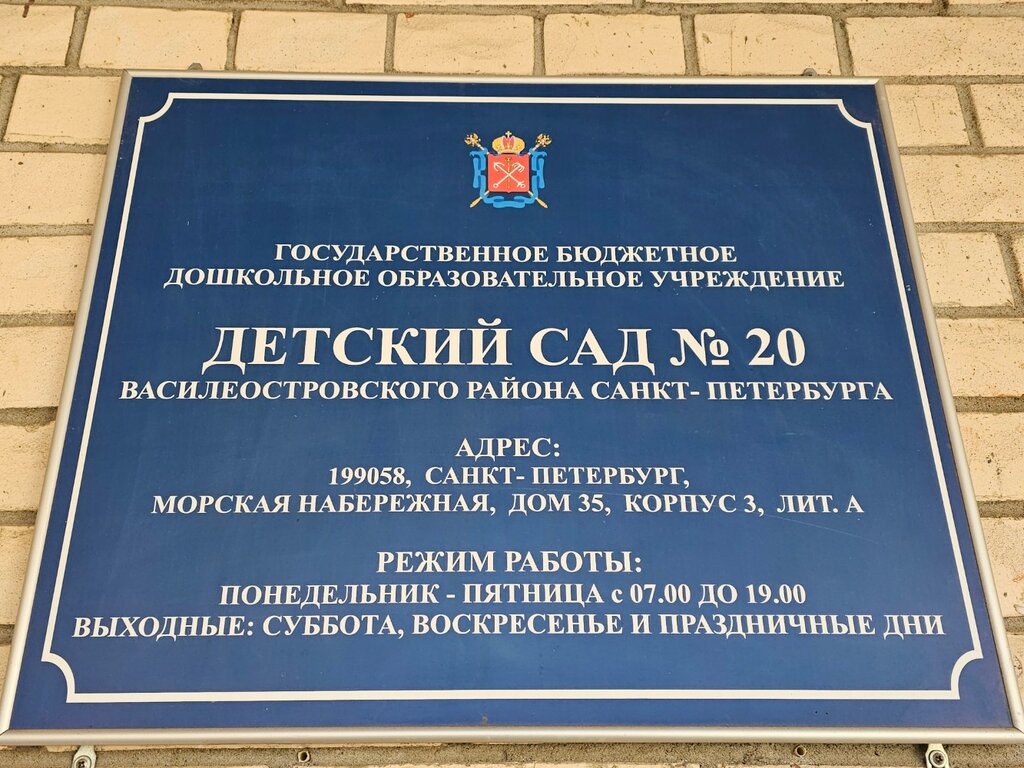 ГОСУДАРСТВЕННОЕ БЮДЖЕТНОЕ
ДОШКОЛЬНОЕ ОБРАЗОВАТЕЛЬНОЕ УЧРЕЖДЕНИЕ
ДЕТСКИЙ САД № 20
ВАСИЛЕОСТРОВСКОГО РАЙОНА САНКТ- ПЕТЕРБУРГА
АДРЕС:
199058, САНКТ- ПЕТЕРБУРГ,
МОРСКАЯ НАБЕРЕЖНАЯ, ДОМ 35, КОРПУС 3, ЛИТ. А
РЕЖИМ РАБОТЫ:
ПОНЕДЕЛЬНИК - ПЯТНИЦА с 07.00 ДО 19.00
ВЫХОДНЫЕ: СУББОТА, ВОСКРЕСЕНЬЕ И ПРАЗДНИЧНЫЕ ДНИ